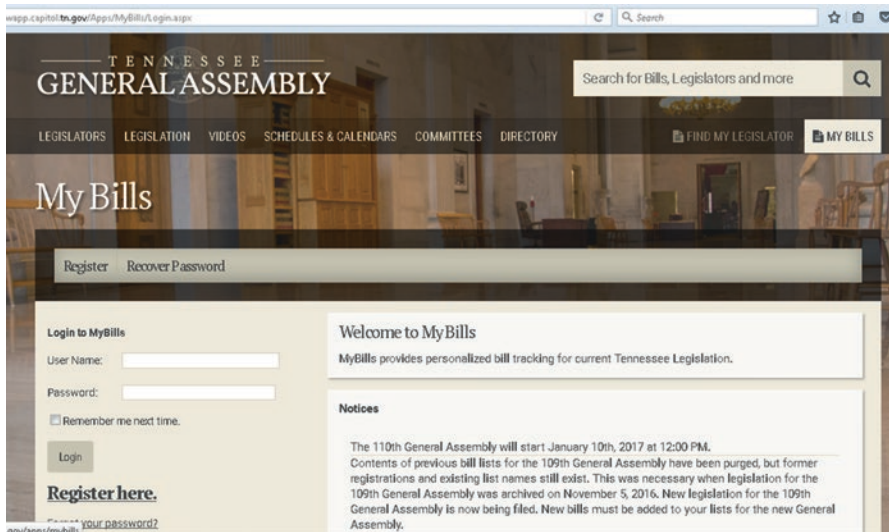 wapp.capitol.tn.gov/Apps/MyBills/Login.aspx
Search
TENNESSEE
GENERAL ASSEMBLY
Search for Bills, Legislators and more
LEGISLATORS LEGISLATION VIDEOS SCHEDULES & CALENDARS COMMITTEES DIRECTORY FIND MY LEGISLATOR MY BILLS
My Bills
Register Recover Password
Login to MyBills
User Name:
Password:
Remember me next time.
Login
Register here.
Forgot your password?
.gov/apps/mybills
Welcome to MyBills
MyBills provides personalized bill tracking for current Tennessee Legislation.
Notices
The 110th General Assembly will start January 10th, 2017 at 12:00 PM.
Contents of previous bill lists for the 109th General Assembly have been purged, but former
registrations and existing list names still exist. This was necessary when legislation for the
109th General Assembly was archived on November 5, 2016. New legislation for the 109th
General Assembly is now being filed. New bills must be added to your lists for the new General
Assembly.